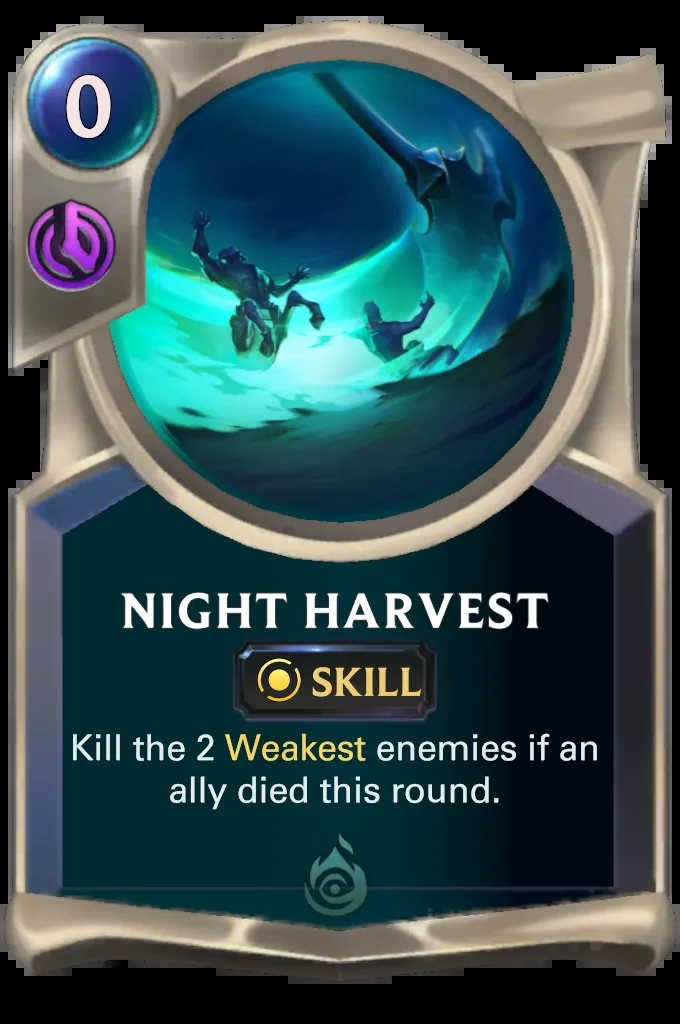 0
NIGHT HARVEST
SKILL
Kill the 2 Weakest enemies if an
ally died this round.